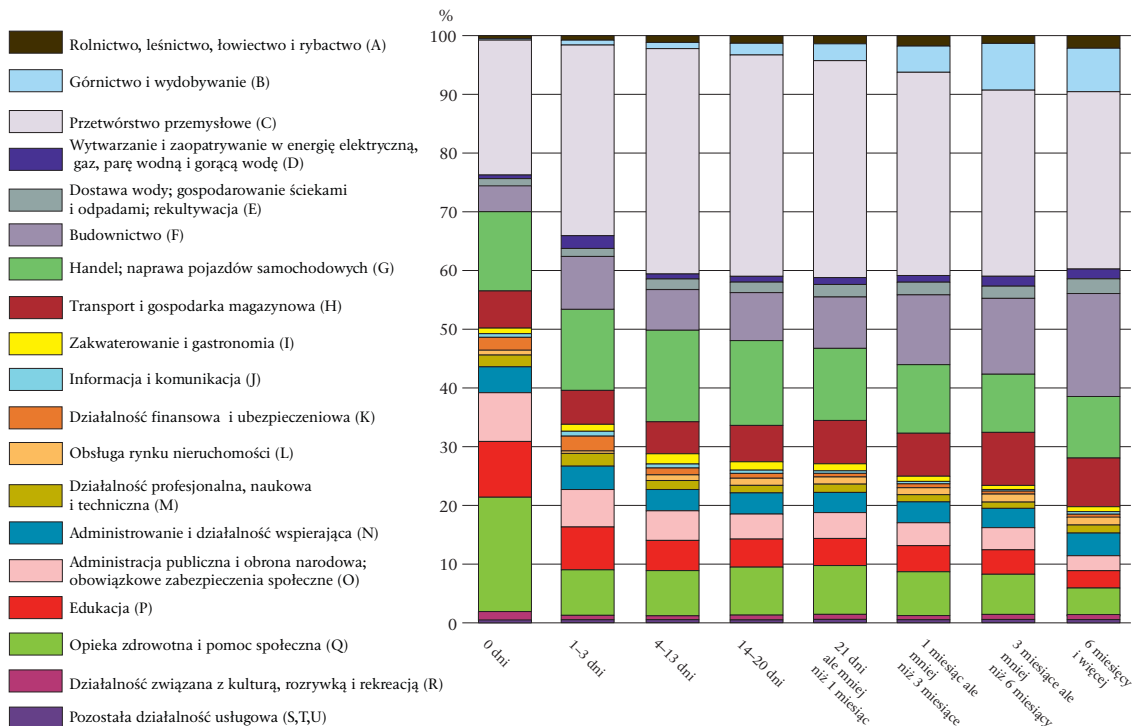 Rolnictwo, leśnictwo, łowiectwo i rybactwo (A)
Górnictwo i wydobywanie (B)
Przetwórstwo przemysłowe (C)
Wytwarzanie i zaopatrywanie w energię elektryczną,
gaz, parę wodną i gorącą wodę (D)
Dostawa wody; gospodarowanie ściekami
i odpadami; rekultywacja (E)
Budownictwo (F)
Handel; naprawa pojazdów samochodowych (G)
Transport i gospodarka magazynowa (H)
Zakwaterowanie i gastronomia (I)
Informacja i komunikacja (J)
Działalność finansowa i ubezpieczeniowa (K)
Obsługa rynku nieruchomości (L)
Działalność profesjonalna, naukowa
i techniczna (M)
Administrowanie i działalność wspierająca (N)
Administracja publiczna i obrona narodowa;
obowiązkowe zabezpieczenia społeczne (O)
Edukacja (P)
Opieka zdrowotna i pomoc społeczna (Q)
Działalność związana z kulturą, rozrywką i rekreacją (R)
Pozostała działalność usługowa (S,T,U)
%
100
90
80
70
60
50
40
30
20
10
0
0 dni
1–3 dni
4–13 dni
14–20 dni
21 dni
ale mniej
niż 1 miesiąc
1 miesiąc ale
mniej
niż 3 miesiące
3 miesiące ale
mniej
niż 6 miesięcy
6 miesięcy
i więcej